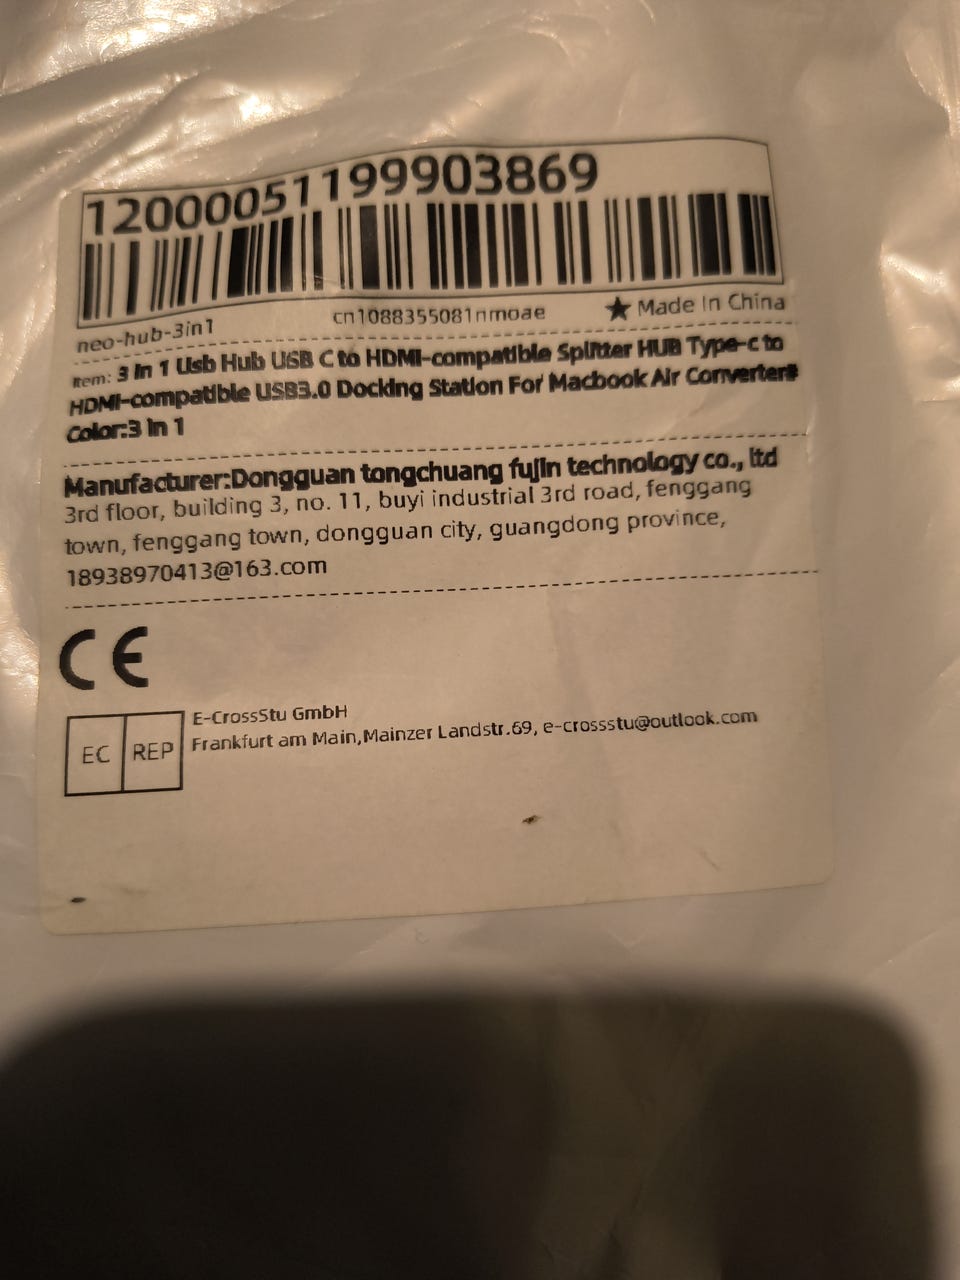 12000051199903869
neo-hub-3in1 cn1088355081nmoae ★ Made In China
Item: 3 In 1 Usb Hub USB C to HDMI-compatible Splitter HUB Type-c to
HDMI-compatible USB3.0 Docking Station For Macbook Air Converter#
Color:3 in 1
Manufacturer:Dongguan tongchuang fujin technology co., ltd
3rd floor, building 3, no. 11, buyi industrial 3rd road, fenggang
town, fenggang town, dongguan city, guangdong province,
18938970413@163.com
CE
EC REP
E-CrossStu GmbH
Frankfurt am Main,Mainzer Landstr.69, e-crossstu@outlook.com